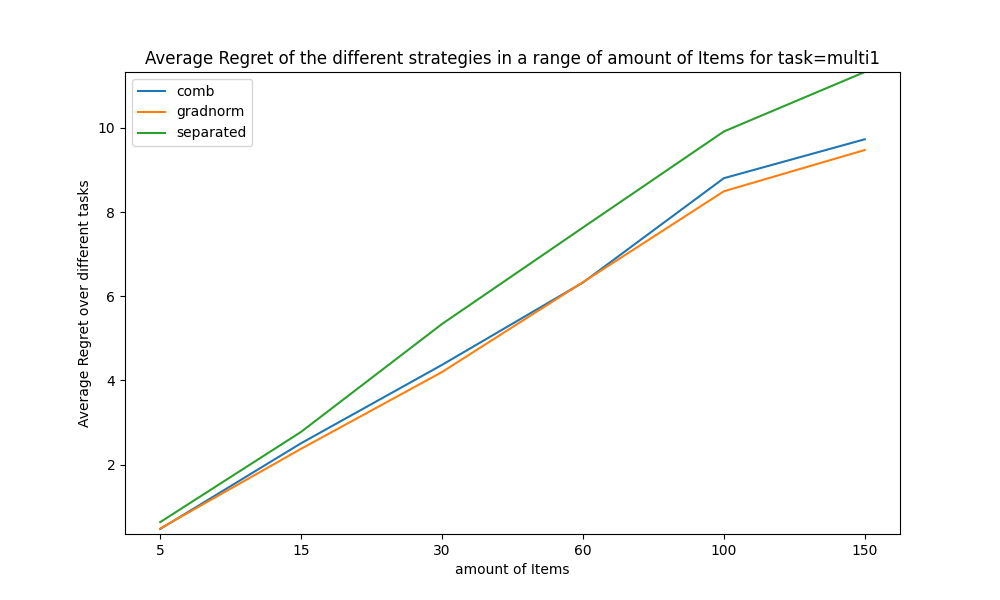 Average Regret of the different strategies in a range of amount of Items for task=multi1
comb
gradnorm
separated
Average Regret over different tasks
10
8
6
4
2
5 15 30 60 100 150
amount of Items